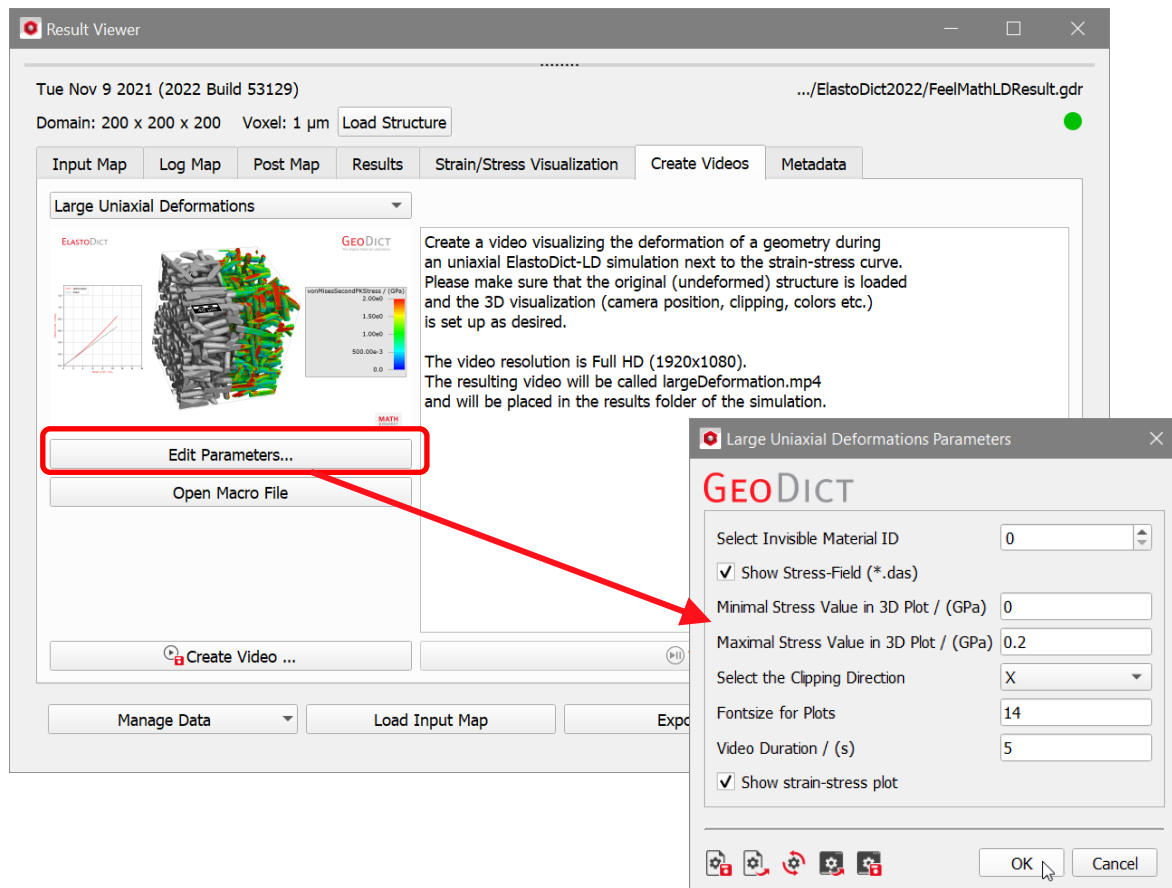 Result Viewer
Tue Nov 9 2021 (2022 Build 53129)
.../ElastoDict2022/FeelMathLDResult.gdr
Domain: 200 x 200 x 200 Voxel: 1 µm Load Structure
Input Map Log Map Post Map Results Strain/Stress Visualization Create Videos Metadata
Large Uniaxial Deformations
ELASTODICT
GEODICT
vonMisesSecondPKStress / (GPa)
2.00e0
1.50e0
1.00e0
500.00e-3
0.0
MATH
Create a video visualizing the deformation of a geometry during
an uniaxial ElastoDict-LD simulation next to the strain-stress curve.
Please make sure that the original (undeformed) structure is loaded
and the 3D visualization (camera position, clipping, colors etc.)
is set up as desired.
The video resolution is Full HD (1920x1080).
The resulting video will be called largeDeformation.mp4
and will be placed in the results folder of the simulation.
Edit Parameters...
Open Macro File
Create Video ...
Manage Data Load Input Map
Large Uniaxial Deformations Parameters
GEODICT
Select Invisible Material ID 0
Show Stress-Field (*.das)
Minimal Stress Value in 3D Plot / (GPa) 0
Maximal Stress Value in 3D Plot / (GPa) 0.2
Select the Clipping Direction X
Fontsize for Plots 14
Video Duration / (s) 5
Show strain-stress plot
OK Cancel